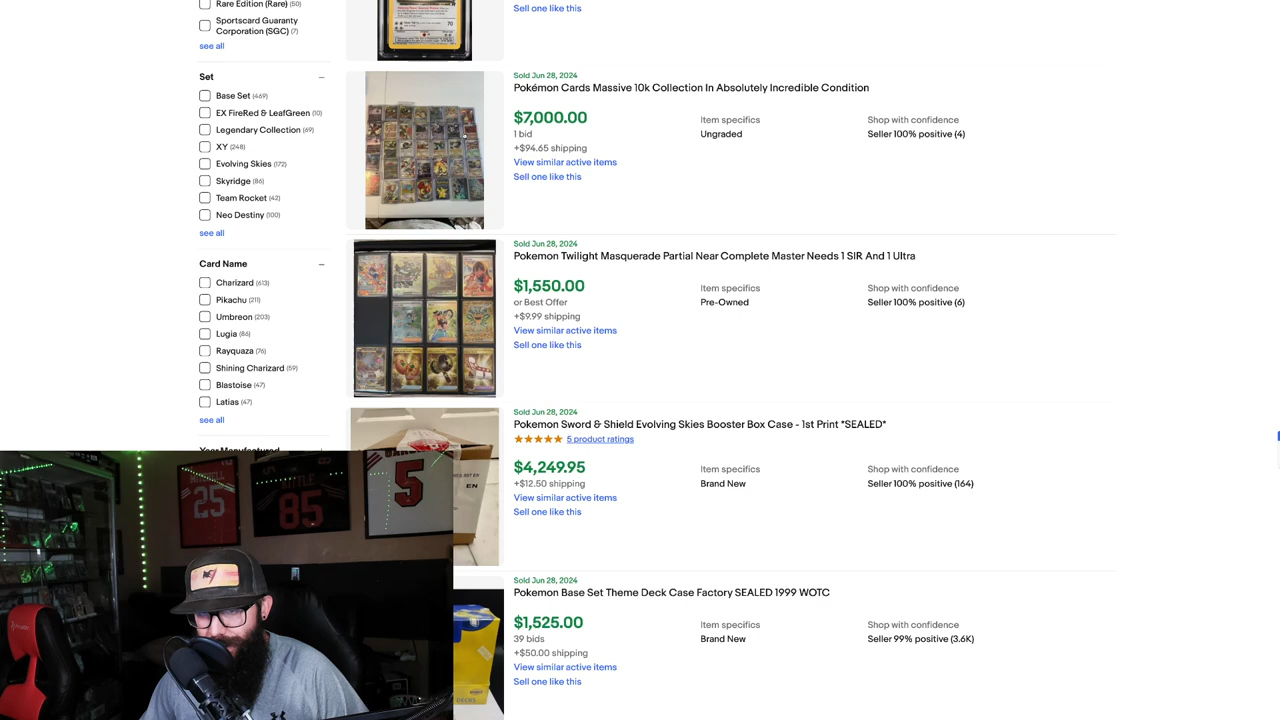 Rare Edition (Rare) (50)
Sportscard Guaranty
Corporation (SGC) (7)
see all
Set
Base Set (469)
EX FireRed & LeafGreen (10)
Legendary Collection (69)
XY (248)
Evolving Skies (172)
Skyridge (86)
Team Rocket (42)
Neo Destiny (100)
see all
Card Name
Charizard (613)
Pikachu (211)
Umbreon (203)
Lugia (86)
Rayquaza (76)
Shining Charizard (59)
Blastoise (47)
Latias (47)
see all
Year Manufactured
Sell one like this
70
Sold Jun 28, 2024
Pokémon Cards Massive 10k Collection In Absolutely Incredible Condition
$7,000.00
1 bid
+$94.65 shipping
View similar active items
Sell one like this
Item specifics
Ungraded
Shop with confidence
Seller 100% positive (4)
Sold Jun 28, 2024
Pokemon Twilight Masquerade Partial Near Complete Master Needs 1 SIR And 1 Ultra
$1,550.00
or Best Offer
+$9.99 shipping
View similar active items
Sell one like this
Item specifics
Pre-Owned
Shop with confidence
Seller 100% positive (6)
Sold Jun 28, 2024
Pokemon Sword & Shield Evolving Skies Booster Box Case - 1st Print *SEALED*
5 product ratings
$4,249.95
+$12.50 shipping
View similar active items
Sell one like this
Item specifics
Brand New
Shop with confidence
Seller 100% positive (164)
EN
Sold Jun 28, 2024
Pokemon Base Set Theme Deck Case Factory SEALED 1999 WOTC
$1,525.00
39 bids
+$50.00 shipping
View similar active items
Sell one like this
Item specifics
Brand New
Shop with confidence
Seller 99% positive (3.6K)
DECKS
25
85
5